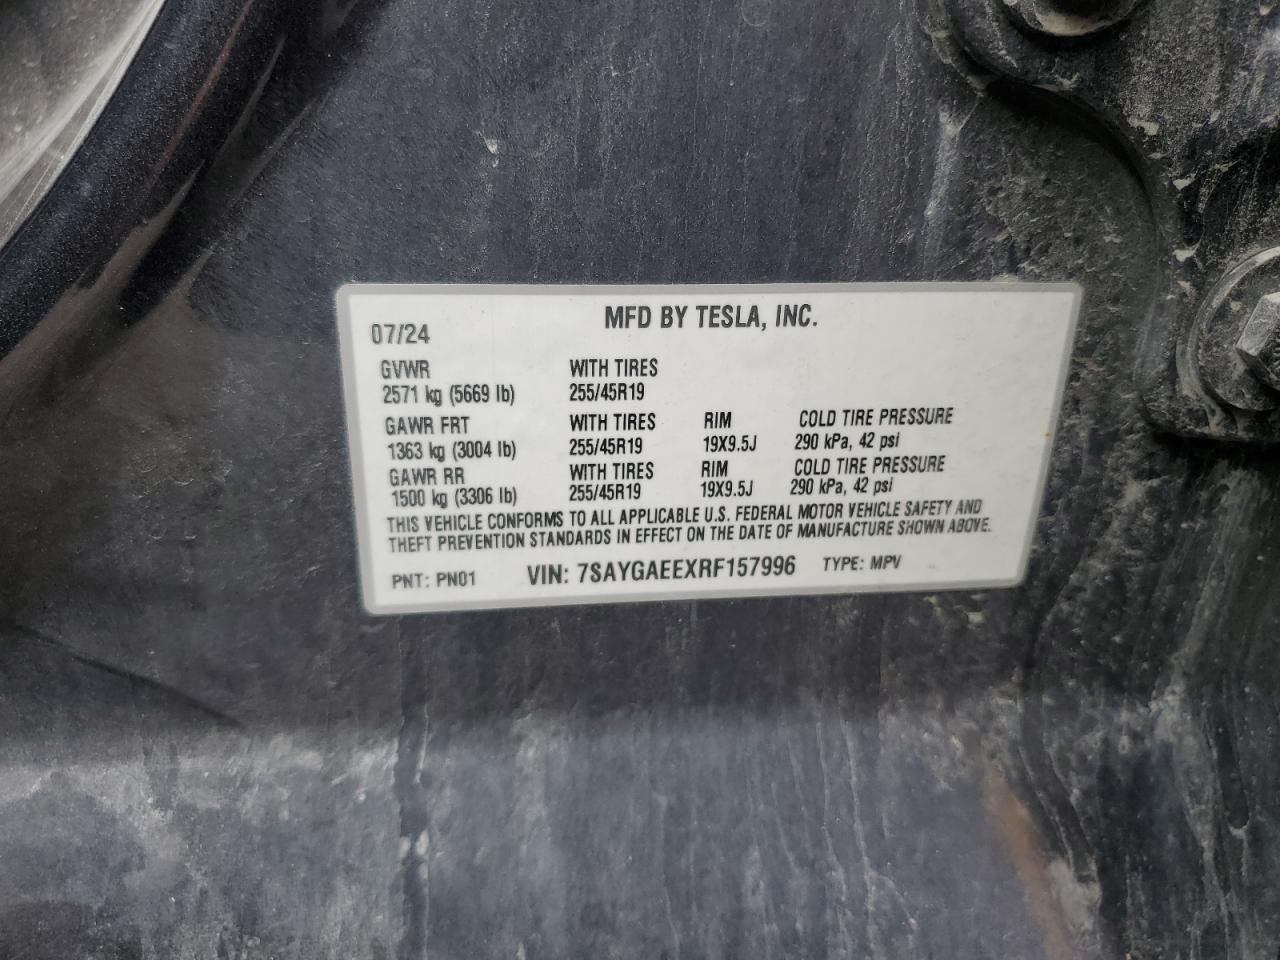 MFD BY TESLA, INC.
07/24
GVWR WITH TIRES
2571 kg (5669 lb) 255/45R19
GAWR FRT WITH TIRES RIM COLD TIRE PRESSURE
1363 kg (3004 lb) 255/45R19 19X9.5J 290 kPa, 42 psi
GAWR RR WITH TIRES RIM COLD TIRE PRESSURE
1500 kg (3306 lb) 255/45R19 19X9.5J 290 kPa, 42 psi
THIS VEHICLE CONFORMS TO ALL APPLICABLE U.S. FEDERAL MOTOR VEHICLE SAFETY AND
THEFT PREVENTION STANDARDS IN EFFECT ON THE DATE OF MANUFACTURE SHOWN ABOVE.
PNT: PN01 VIN: 7SAYGAEEXRF157996 TYPE: MPV